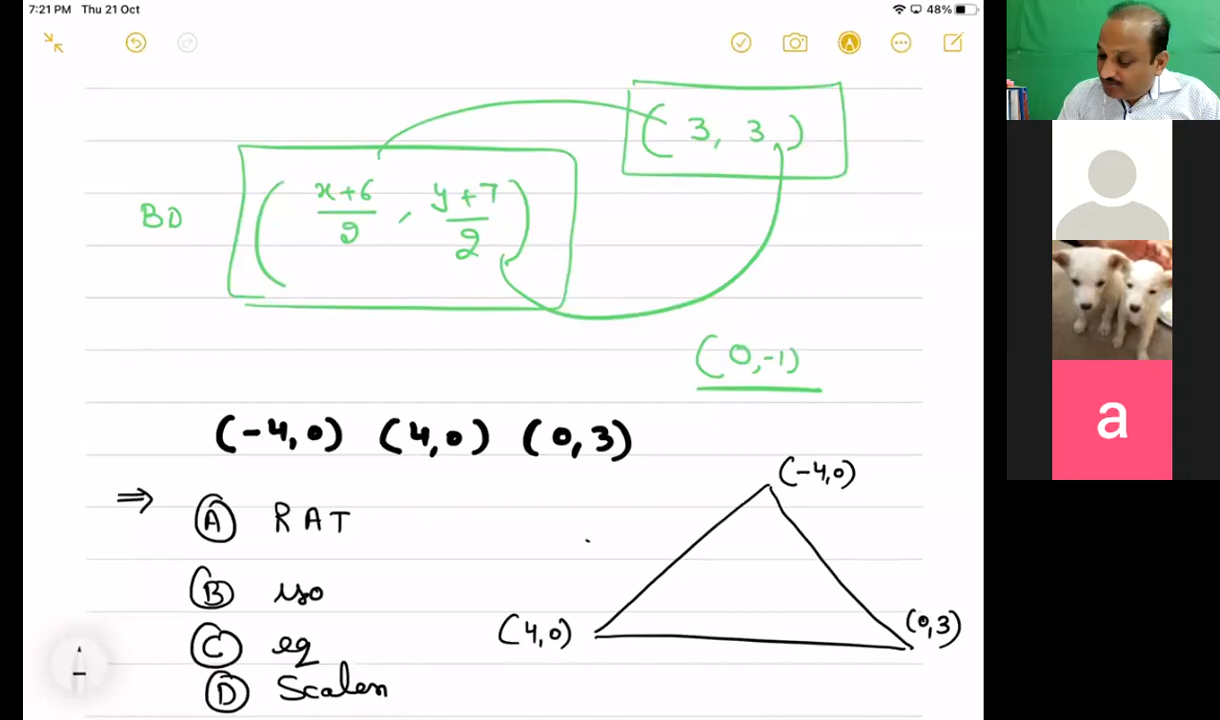 7:21 PM Thu 21 Oct
48%
( 3, 3 )
BD ( x+6/2 , y+7/2 )
(0,-1)
(-4,0) (4,0) (0,3)
⇒ (A) RAT
(B) iso
(C) eq
(D) Scalen
(-4,0)
(4,0)
(0,3)
a